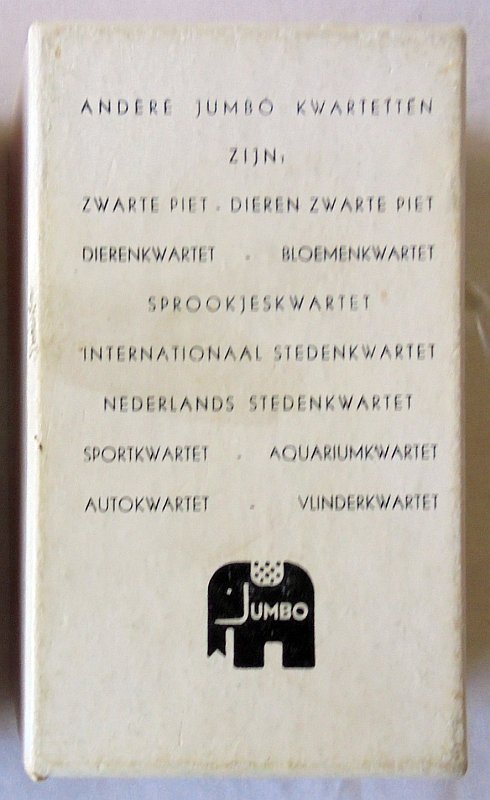 ANDERE JUMBO KWARTETTEN
ZIJN:
ZWARTE PIET - DIEREN ZWARTE PIET
DIERENKWARTET - BLOEMENKWARTET
SPROOKJESKWARTET
INTERNATIONAAL STEDENKWARTET
NEDERLANDS STEDENKWARTET
SPORTKWARTET - AQUARIUMKWARTET
AUTOKWARTET - VLINDERKWARTET
JUMBO